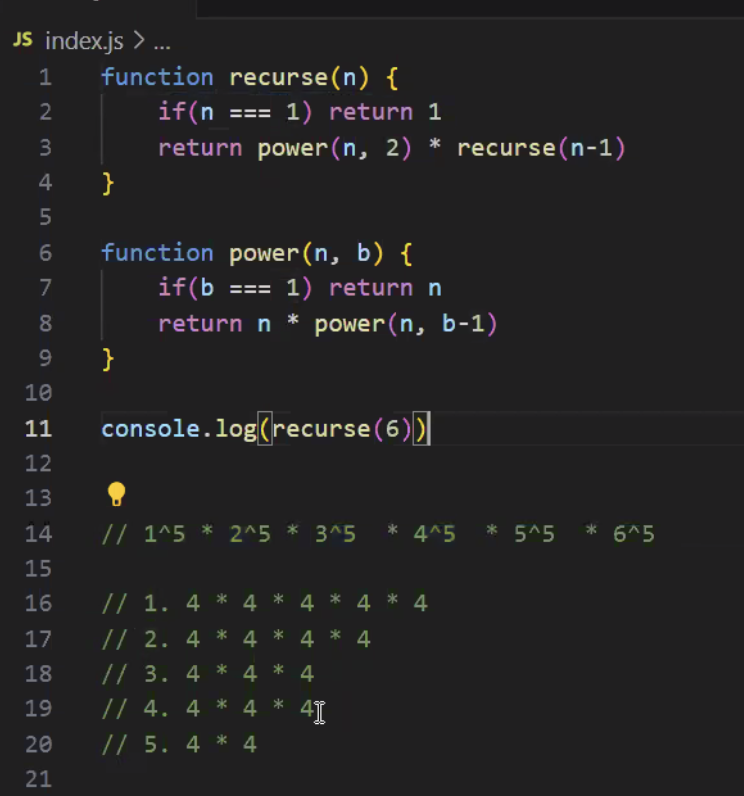 JS index.js > ...
1 function recurse(n) {
2 if(n === 1) return 1
3 return power(n, 2) * recurse(n-1)
4 }
5
6 function power(n, b) {
7 if(b === 1) return n
8 return n * power(n, b-1)
9 }
10
11 console.log(recurse(6))
12
13
14 // 1^5 * 2^5 * 3^5  * 4^5  * 5^5  * 6^5
15
16 // 1. 4 * 4 * 4 * 4 * 4
17 // 2. 4 * 4 * 4 * 4
18 // 3. 4 * 4 * 4
19 // 4. 4 * 4 * 4
20 // 5. 4 * 4
21